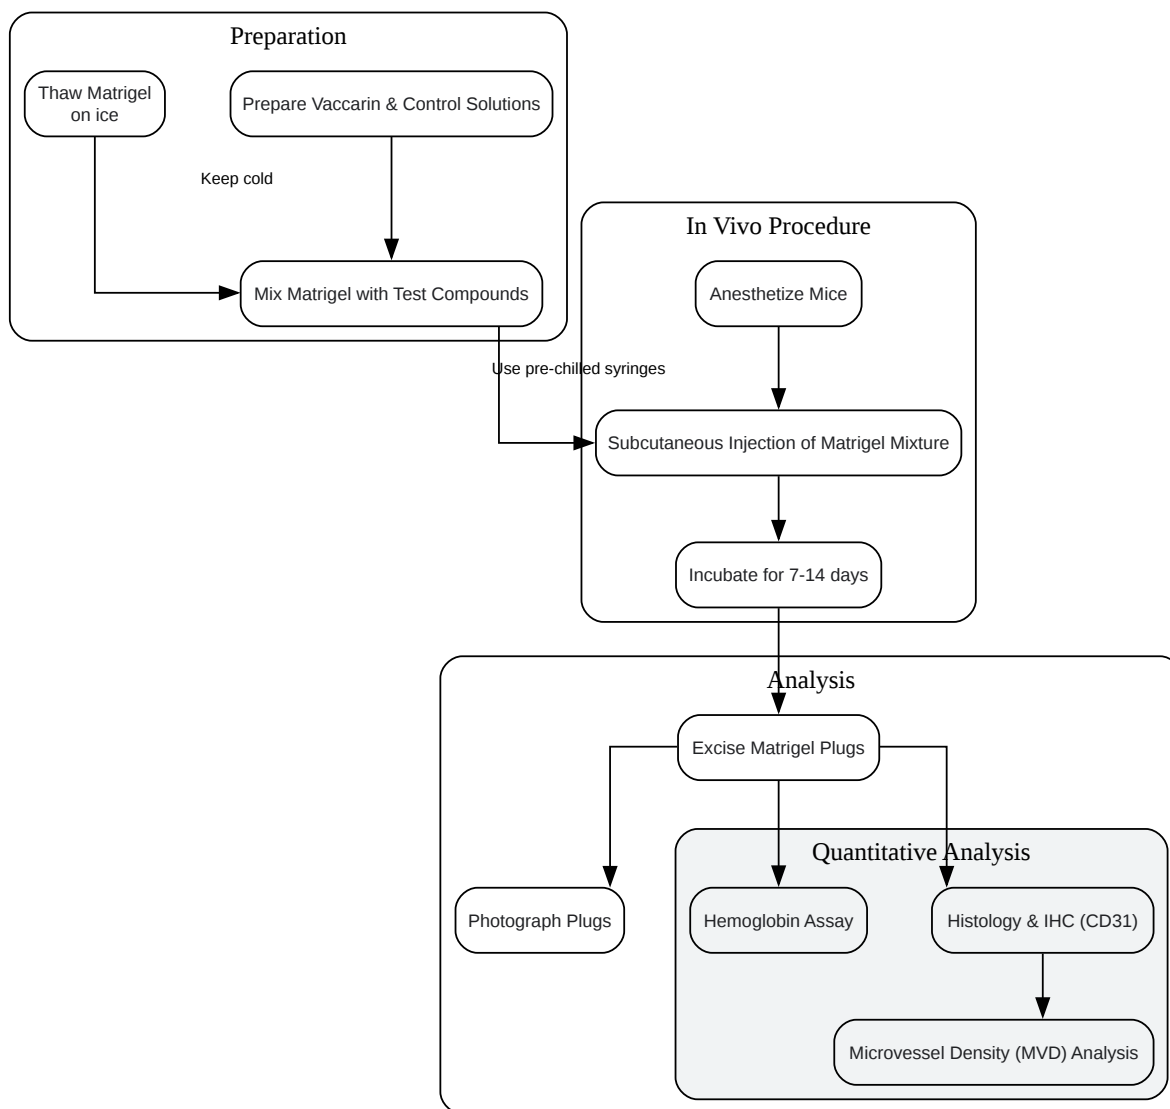 Preparation
Thaw Matrigel
on ice
Prepare Vaccarin & Control Solutions
Keep cold
Mix Matrigel with Test Compounds
Use pre-chilled syringes
In Vivo Procedure
Anesthetize Mice
Subcutaneous Injection of Matrigel Mixture
Incubate for 7-14 days
Analysis
Excise Matrigel Plugs
Photograph Plugs
Quantitative Analysis
Hemoglobin Assay
Histology & IHC (CD31)
Microvessel Density (MVD) Analysis